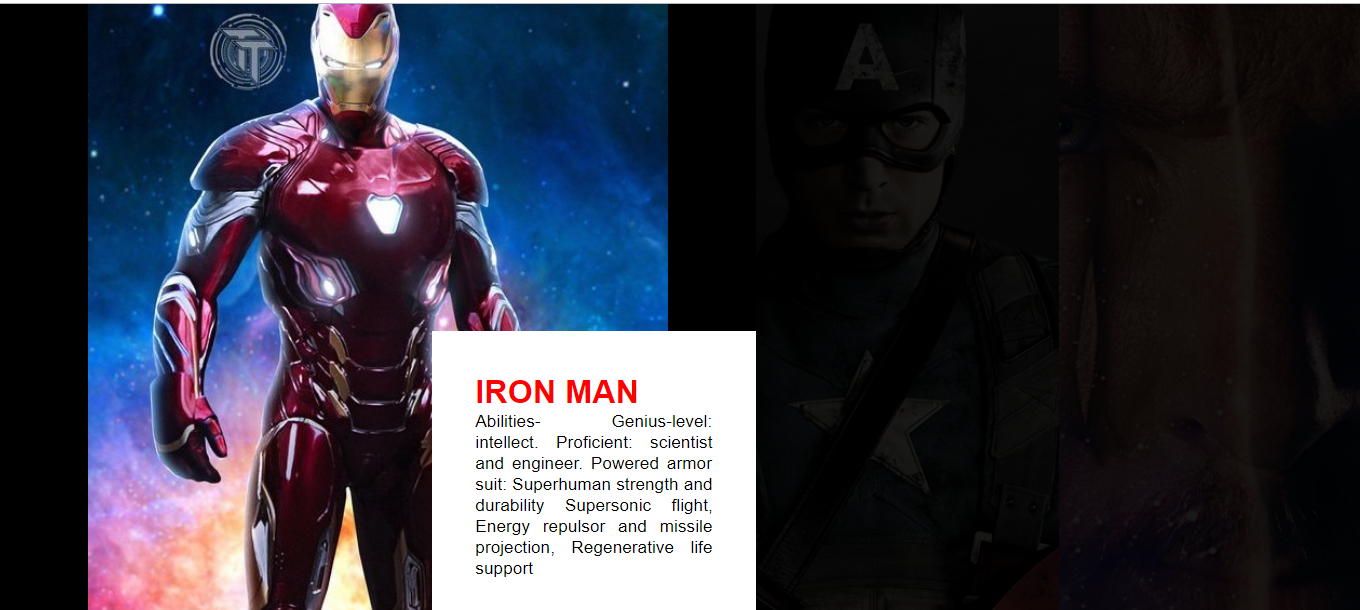 A
IRON MAN
Abilities- Genius-level:
intellect. Proficient: scientist
and engineer. Powered armor
suit: Superhuman strength and
durability Supersonic flight,
Energy repulsor and missile
projection, Regenerative life
support